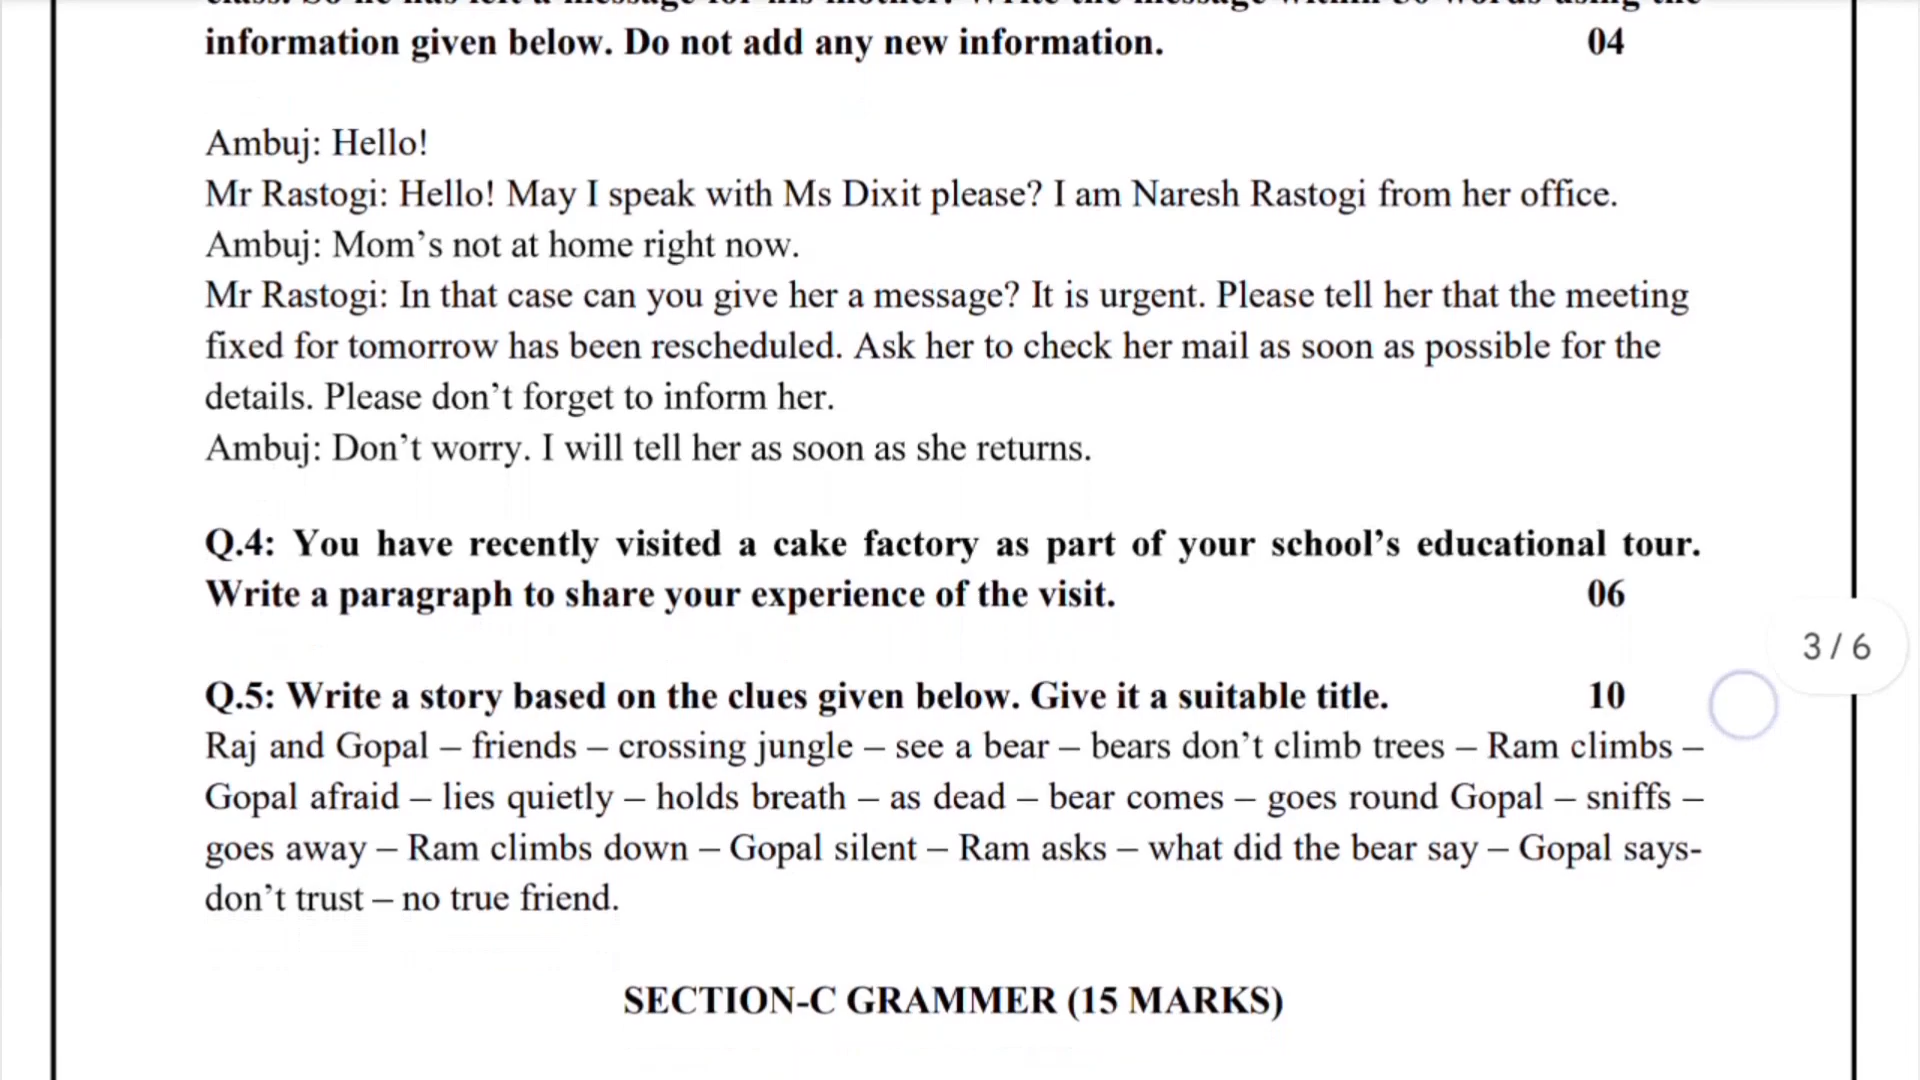 information given below. Do not add any new information. 04
Ambuj: Hello!
Mr Rastogi: Hello! May I speak with Ms Dixit please? I am Naresh Rastogi from her office.
Ambuj: Mom’s not at home right now.
Mr Rastogi: In that case can you give her a message? It is urgent. Please tell her that the meeting
fixed for tomorrow has been rescheduled. Ask her to check her mail as soon as possible for the
details. Please don’t forget to inform her.
Ambuj: Don’t worry. I will tell her as soon as she returns.
Q.4: You have recently visited a cake factory as part of your school’s educational tour.
Write a paragraph to share your experience of the visit. 06
3 / 6
Q.5: Write a story based on the clues given below. Give it a suitable title. 10
Raj and Gopal – friends – crossing jungle – see a bear – bears don’t climb trees – Ram climbs –
Gopal afraid – lies quietly – holds breath – as dead – bear comes – goes round Gopal – sniffs –
goes away – Ram climbs down – Gopal silent – Ram asks – what did the bear say – Gopal says-
don’t trust – no true friend.
SECTION-C GRAMMER (15 MARKS)